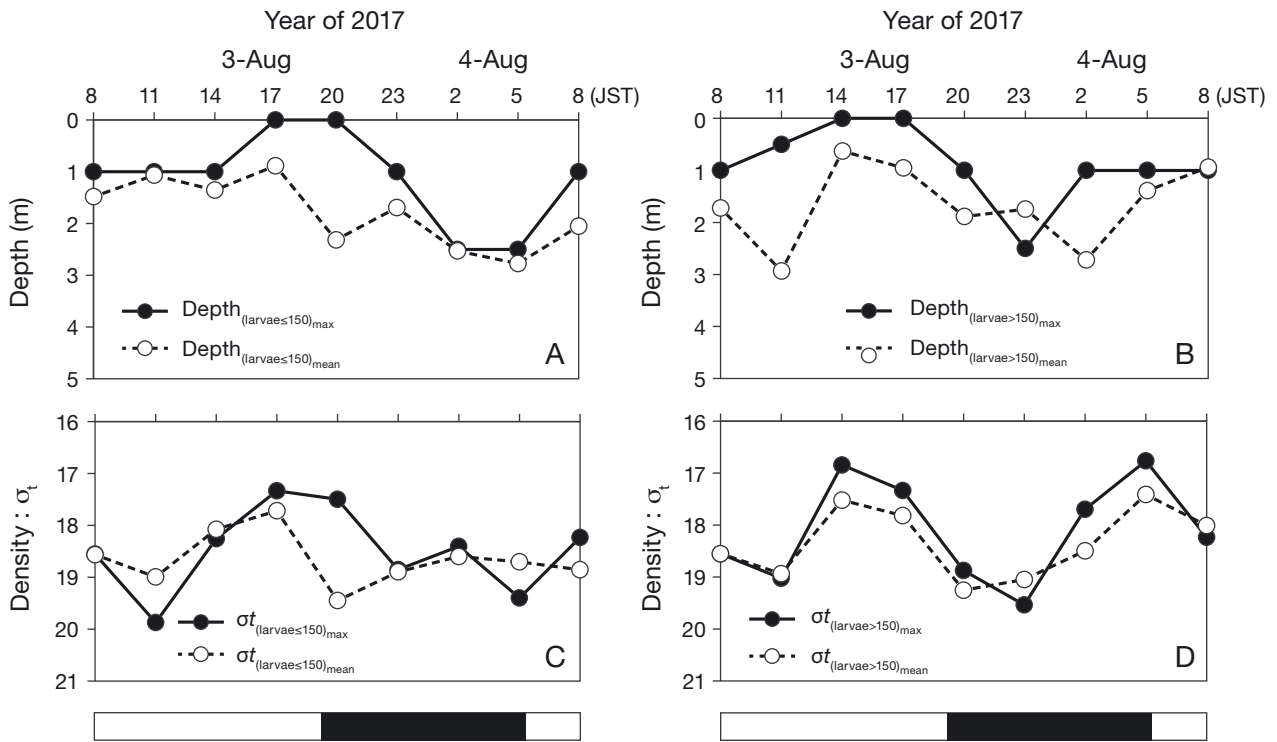 Year of 2017
3-Aug 4-Aug
8 11 14 17 20 23 2 5 8 (JST)
0
1
2
3
4
5
Depth (m)
Depth(larvae≤150)max
Depth(larvae≤150)mean
A
Year of 2017
3-Aug 4-Aug
8 11 14 17 20 23 2 5 8 (JST)
0
1
2
3
4
5
Depth (m)
Depth(larvae>150)max
Depth(larvae>150)mean
B
16
17
18
19
20
21
Density : σt
σt(larvae≤150)max
σt(larvae≤150)mean
C
16
17
18
19
20
21
Density : σt
σt(larvae>150)max
σt(larvae>150)mean
D